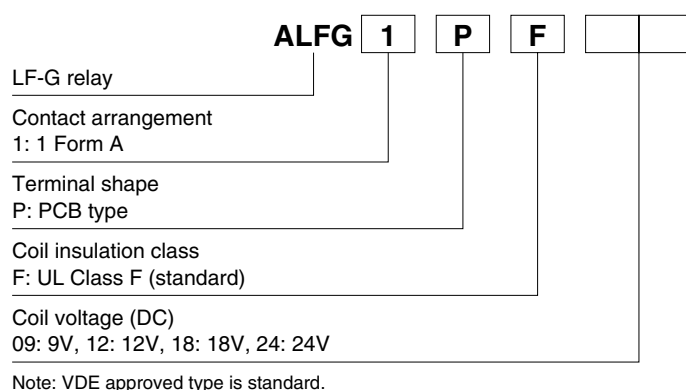 ALFG 1 P F
LF-G relay
Contact arrangement
1: 1 Form A
Terminal shape
P: PCB type
Coil insulation class
F: UL Class F (standard)
Coil voltage (DC)
09: 9V, 12: 12V, 18: 18V, 24: 24V
Note: VDE approved type is standard.